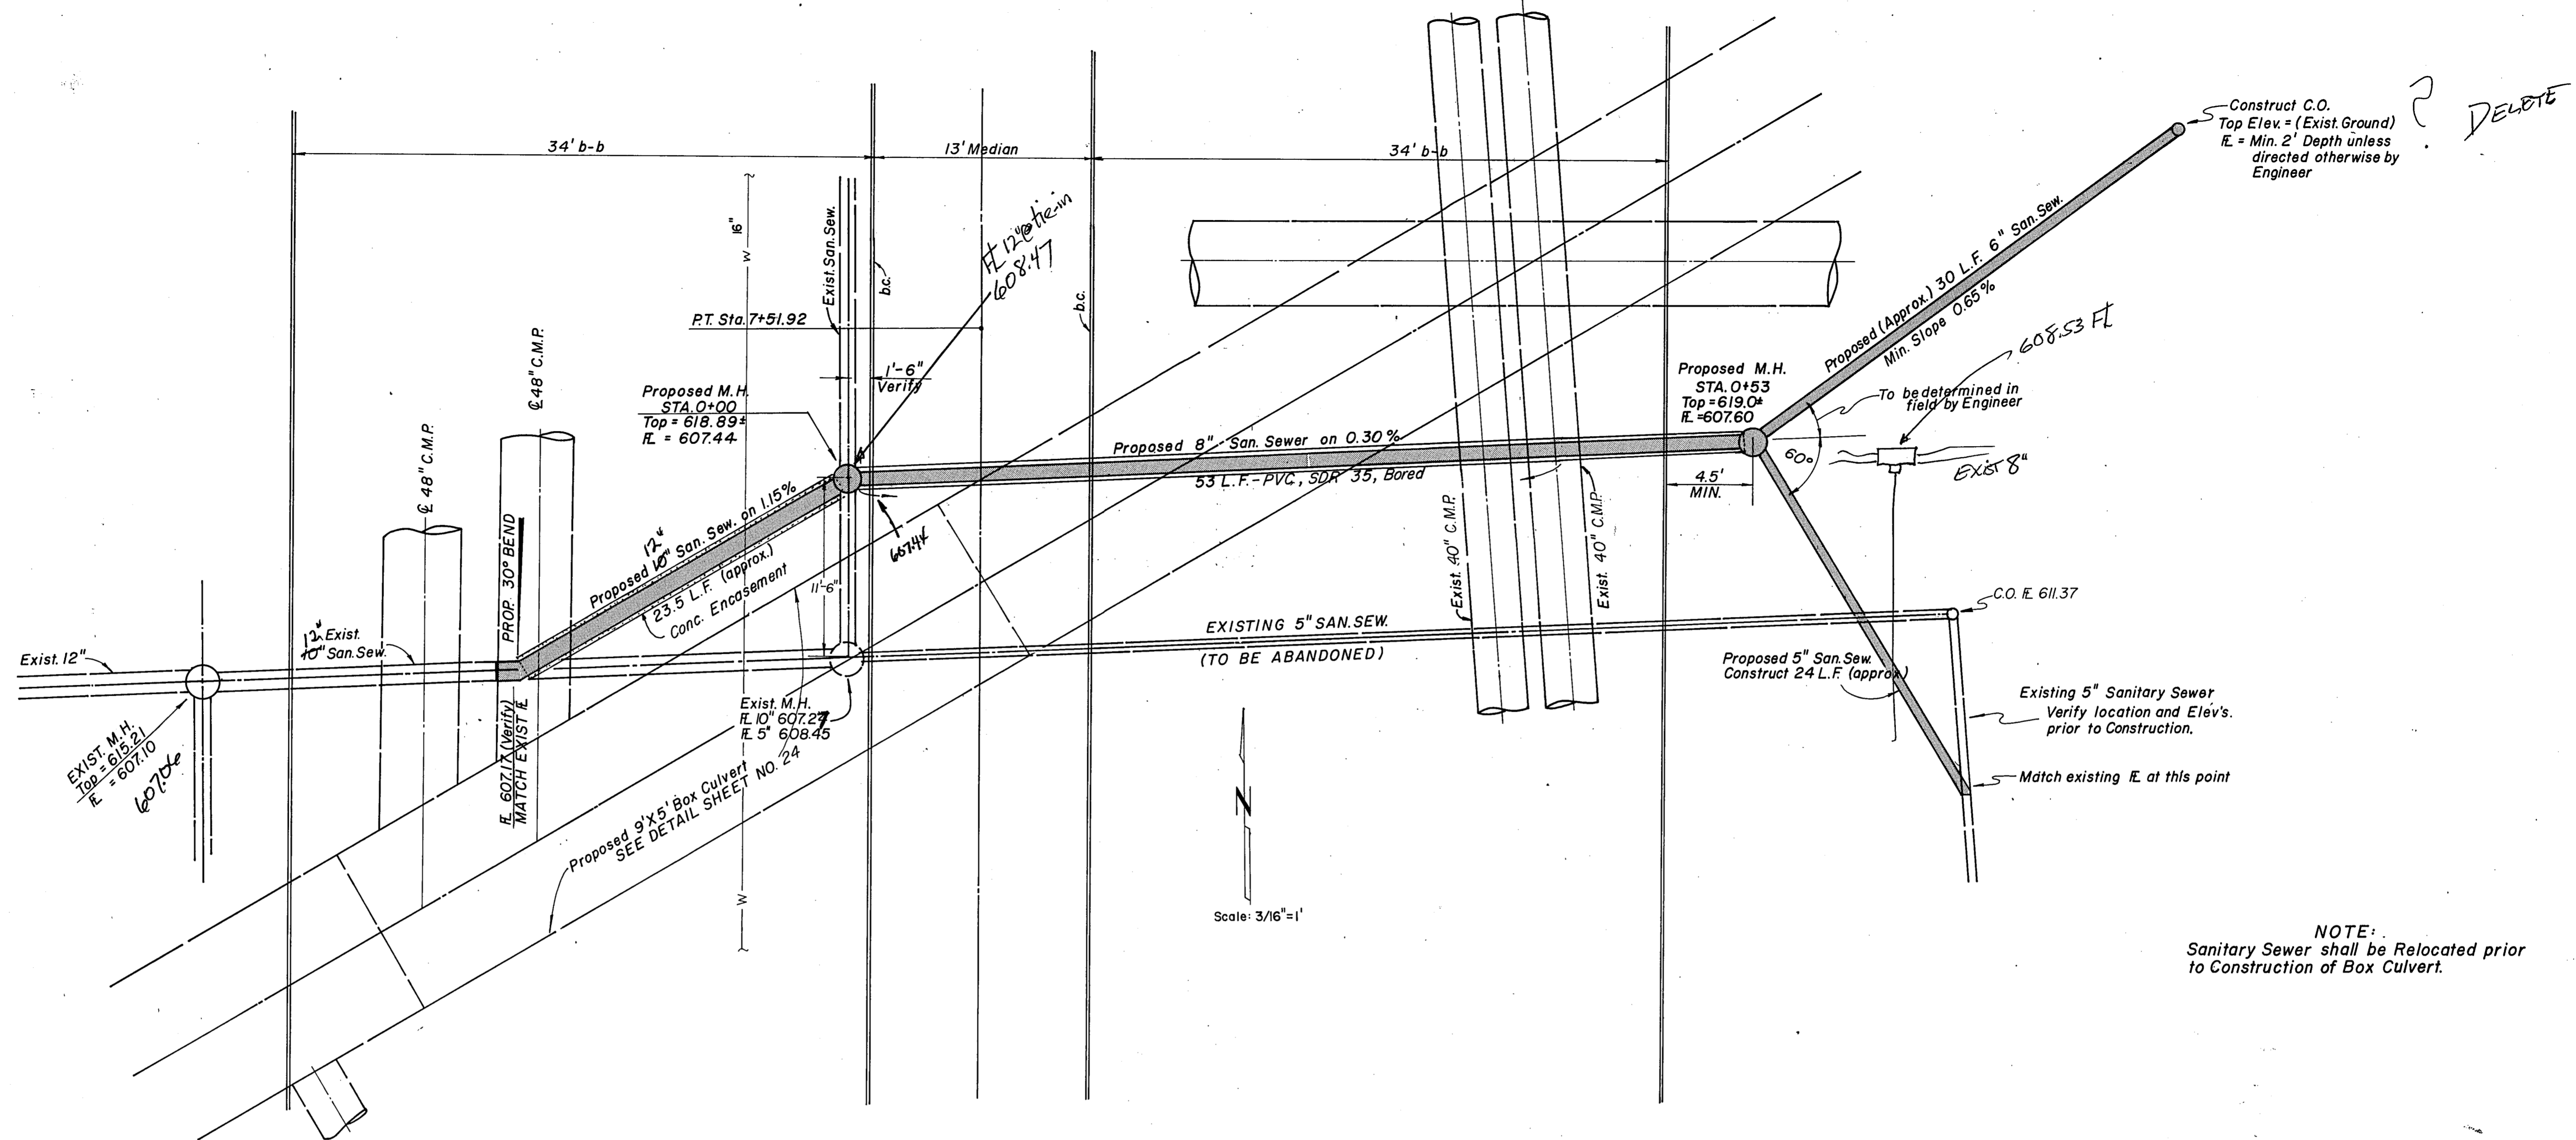 Construct C.O.
Top Elev. = (Exist. Ground)
FL = Min. 2' Depth unless
directed otherwise by
Engineer
?
DELETE
34' b-b
13' Median
34' b-b
16"
W
Exist. San. Sew.
b.c.
b.c.
FL 12" @ tie-in
608.47
P.T. Sta. 7+51.92
1'-6"
Verify
Proposed M.H.
STA. 0+00
Top = 618.89±
FL = 607.44
℄ 48" C.M.P.
℄ 48" C.M.P.
Proposed (Approx.) 30 L.F. 6" San. Sew.
Min. Slope 0.65%
608.53 FL
Proposed M.H.
STA. 0+53
Top = 619.0±
FL = 607.60
To be determined in
field by Engineer
60°
EXIST 8"
4.5'
MIN.
Proposed 8" San. Sewer on 0.30%
53 L.F.-PVC, SDR 35, Bored
607.44
12"
Proposed 10" San. Sew. on 1.15%
23.5 L.F. (approx.)
Conc. Encasement
11'-6"
PROP. 30° BEND
Exist. 40" C.M.P.
Exist. 40" C.M.P.
C.O. FL 611.37
EXISTING 5" SAN. SEW.
(TO BE ABANDONED)
Exist. 12"
12" Exist.
10" San. Sew.
Proposed 5" San. Sew.
Construct 24 L.F. (approx)
Existing 5" Sanitary Sewer
Verify location and Elev's.
prior to Construction.
Match existing FL at this point
EXIST. M.H.
Top = 615.21
FL = 607.10
607.06
FL 607.17 (Verify)
MATCH EXIST FL
Exist. M.H.
FL 10" 607.27
FL 5" 608.45
Proposed 9'X5' Box Culvert
SEE DETAIL SHEET NO. 24
W
N
Scale: 3/16"=1'
NOTE:
Sanitary Sewer shall be Relocated prior
to Construction of Box Culvert.